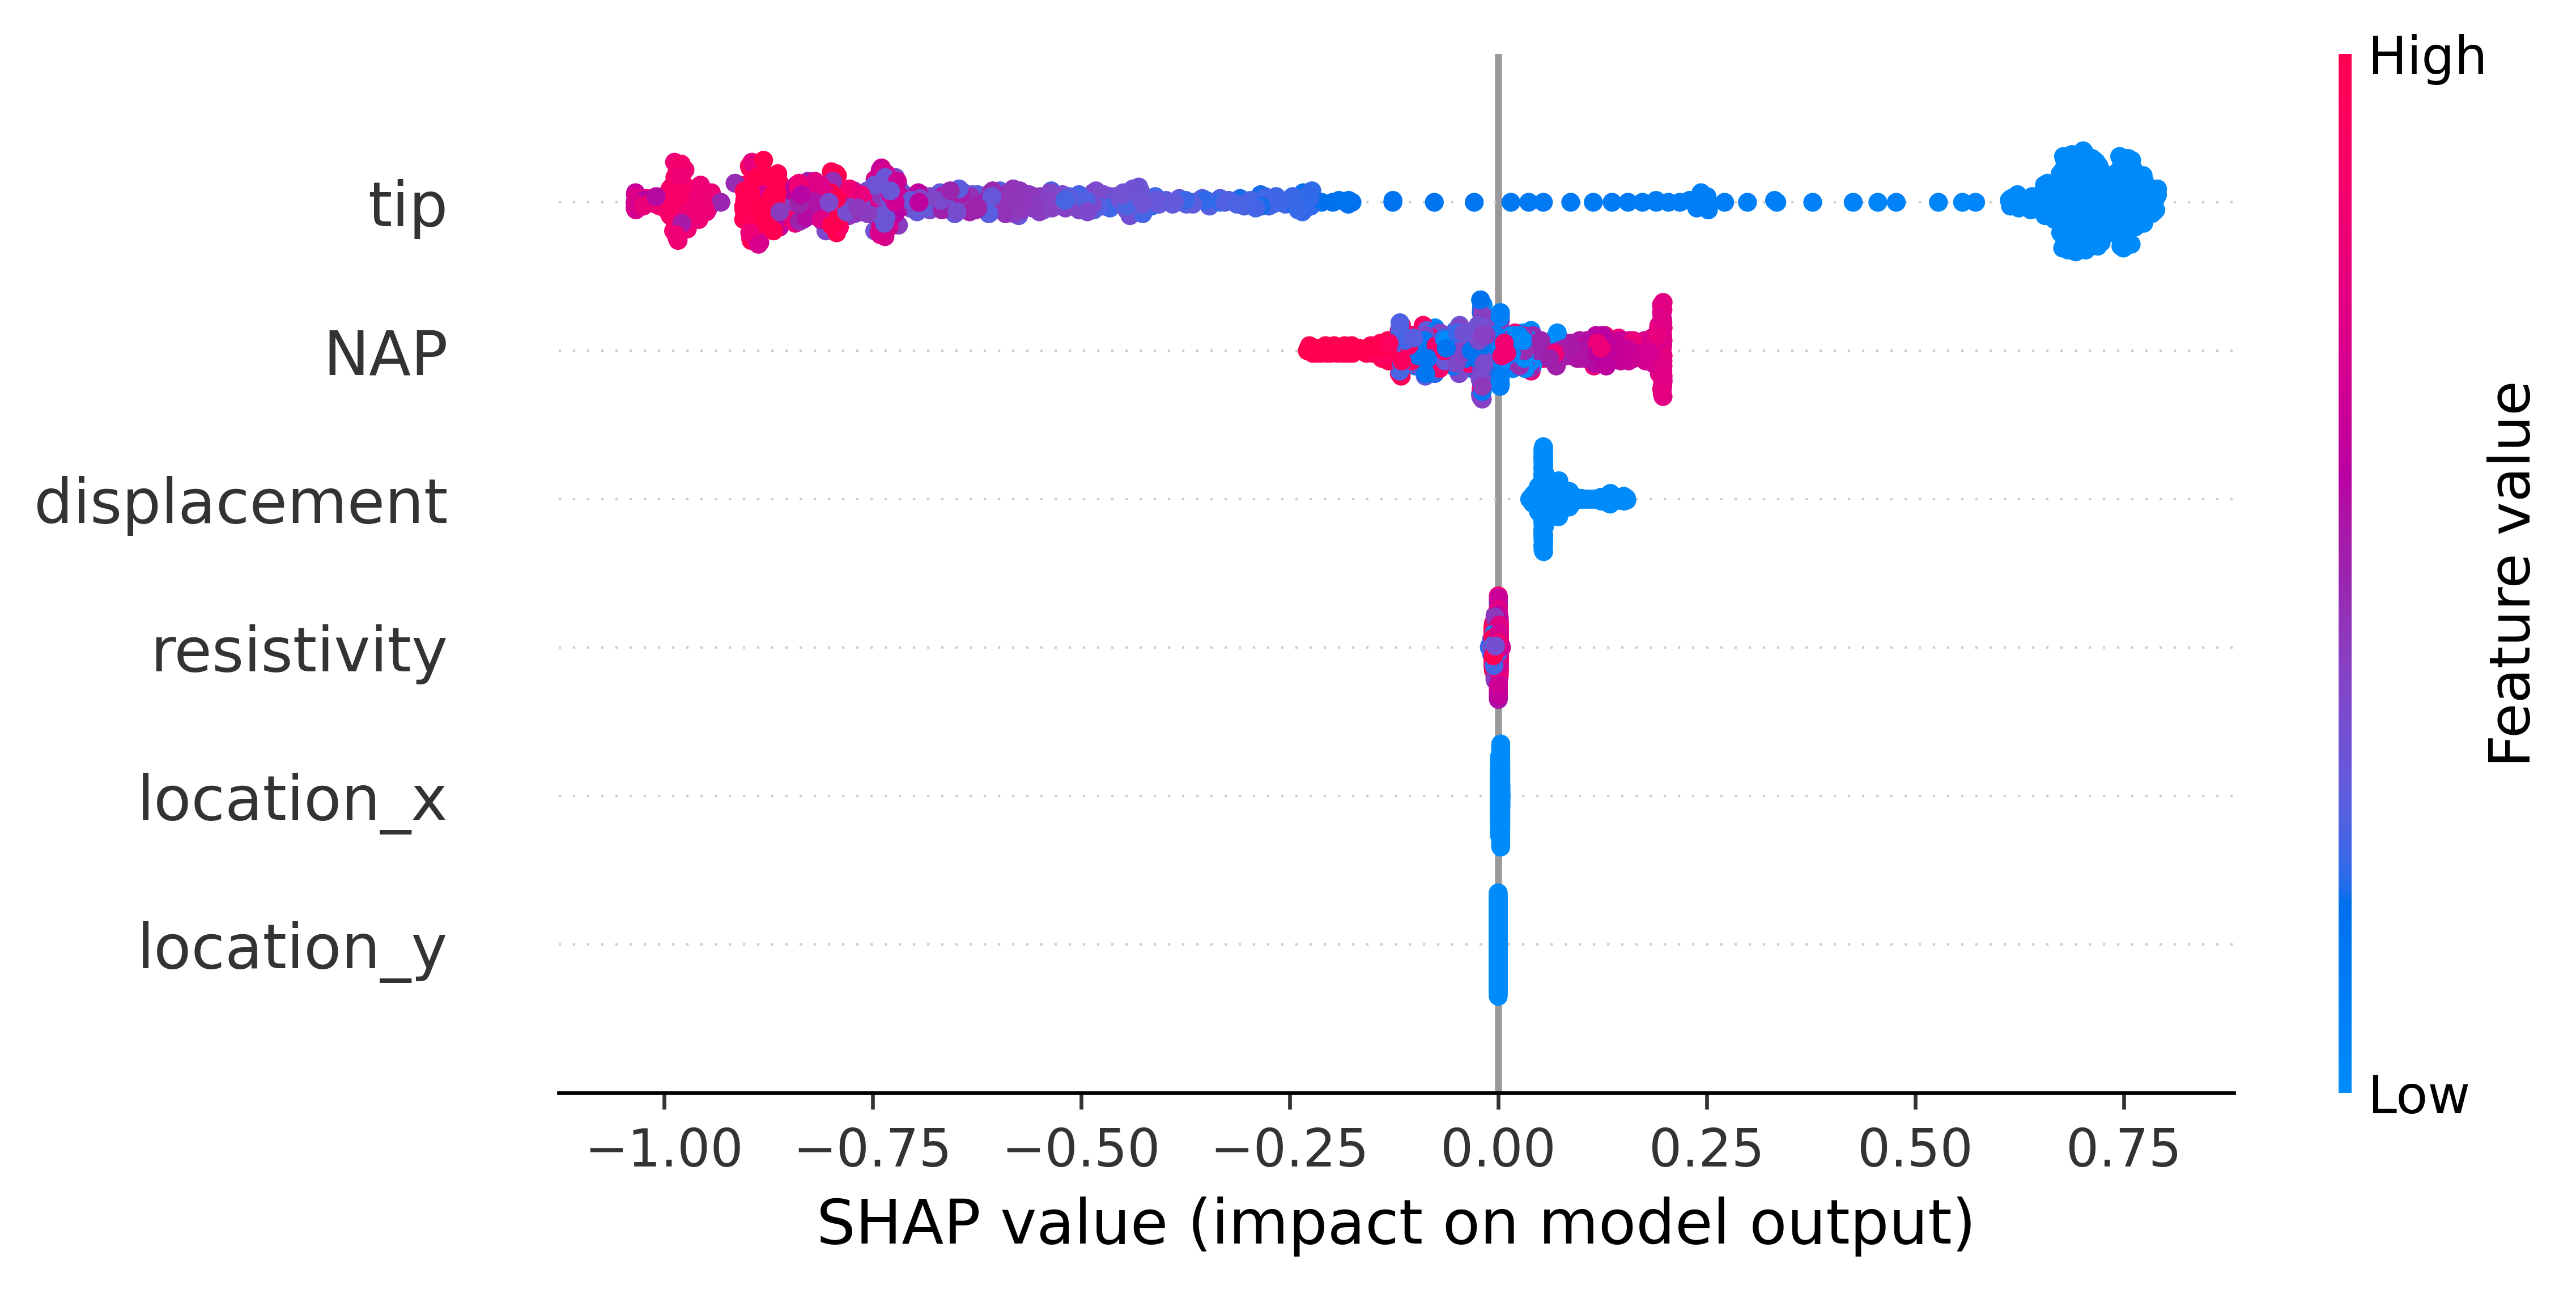 High
tip
NAP
displacement
resistivity
location_x
location_y
Low
Feature value
−1.00 −0.75 −0.50 −0.25 0.00 0.25 0.50 0.75
SHAP value (impact on model output)